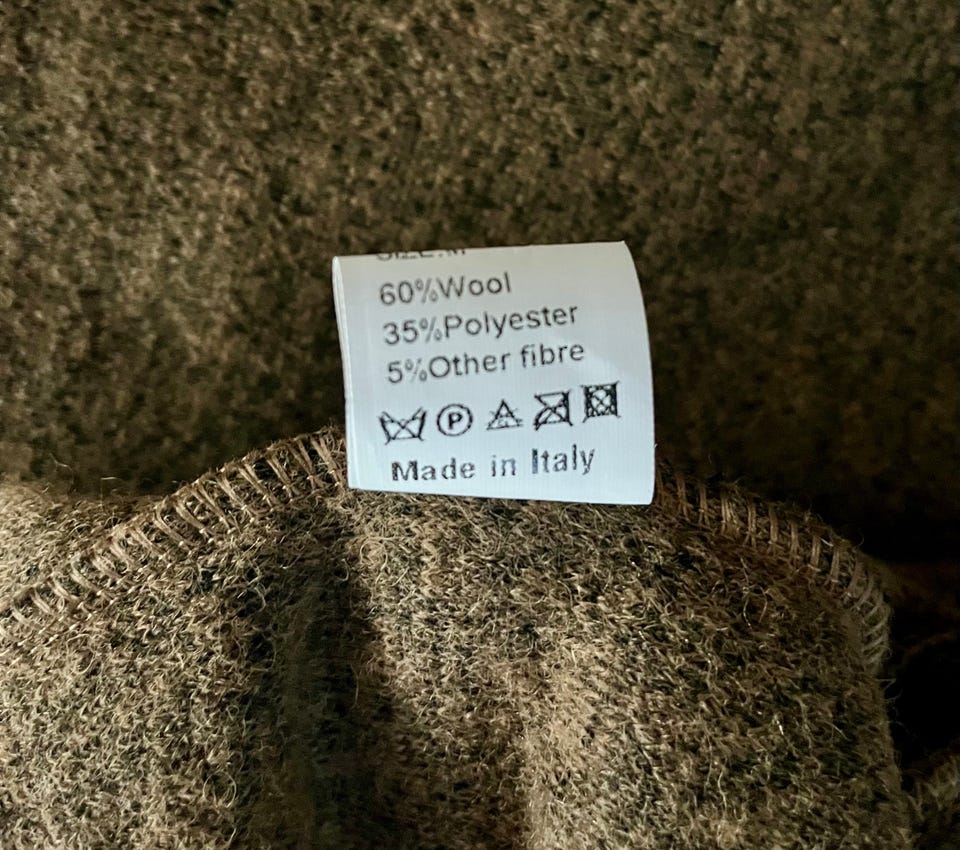 60%Wool
35%Polyester
5%Other fibre
P
Made in Italy